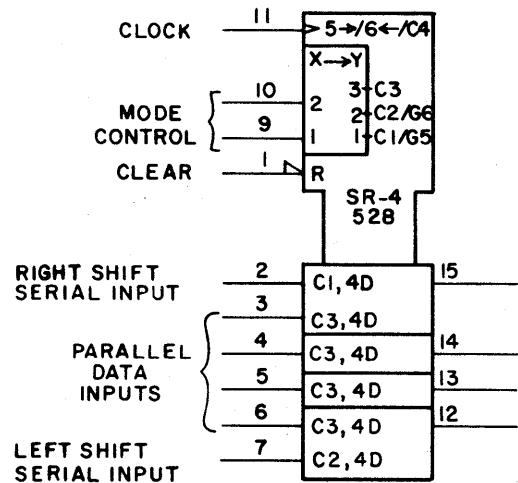 CLOCK 11 5→/6←/C4
X→Y
10 2 3 C3
MODE CONTROL 2 C2/G6
9 1 1 C1/G5
CLEAR 1 R
SR-4
528
RIGHT SHIFT SERIAL INPUT 2 C1,4D 15
3 C3,4D
PARALLEL DATA INPUTS
4 C3,4D 14
5 C3,4D 13
6 C3,4D 12
LEFT SHIFT SERIAL INPUT 7 C2,4D